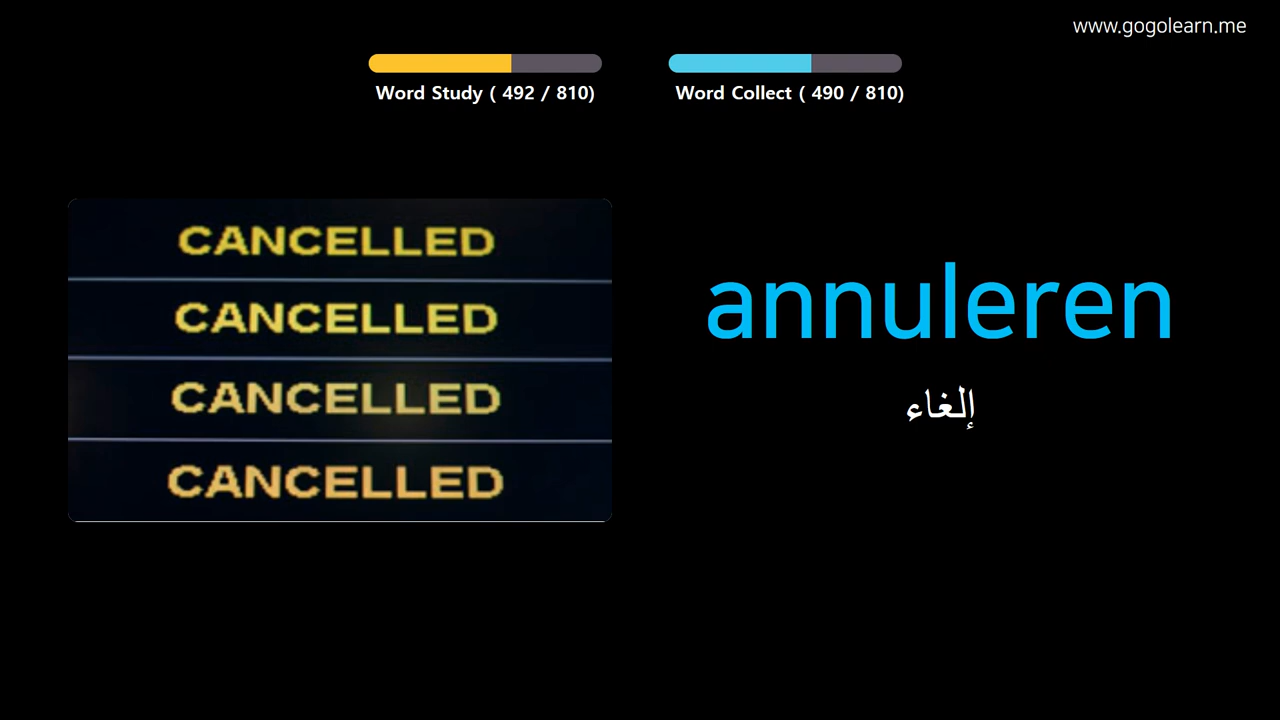 www.gogolearn.me
Word Study ( 492 / 810)
Word Collect ( 490 / 810)
CANCELLED
CANCELLED
CANCELLED
CANCELLED
annuleren
إلغاء